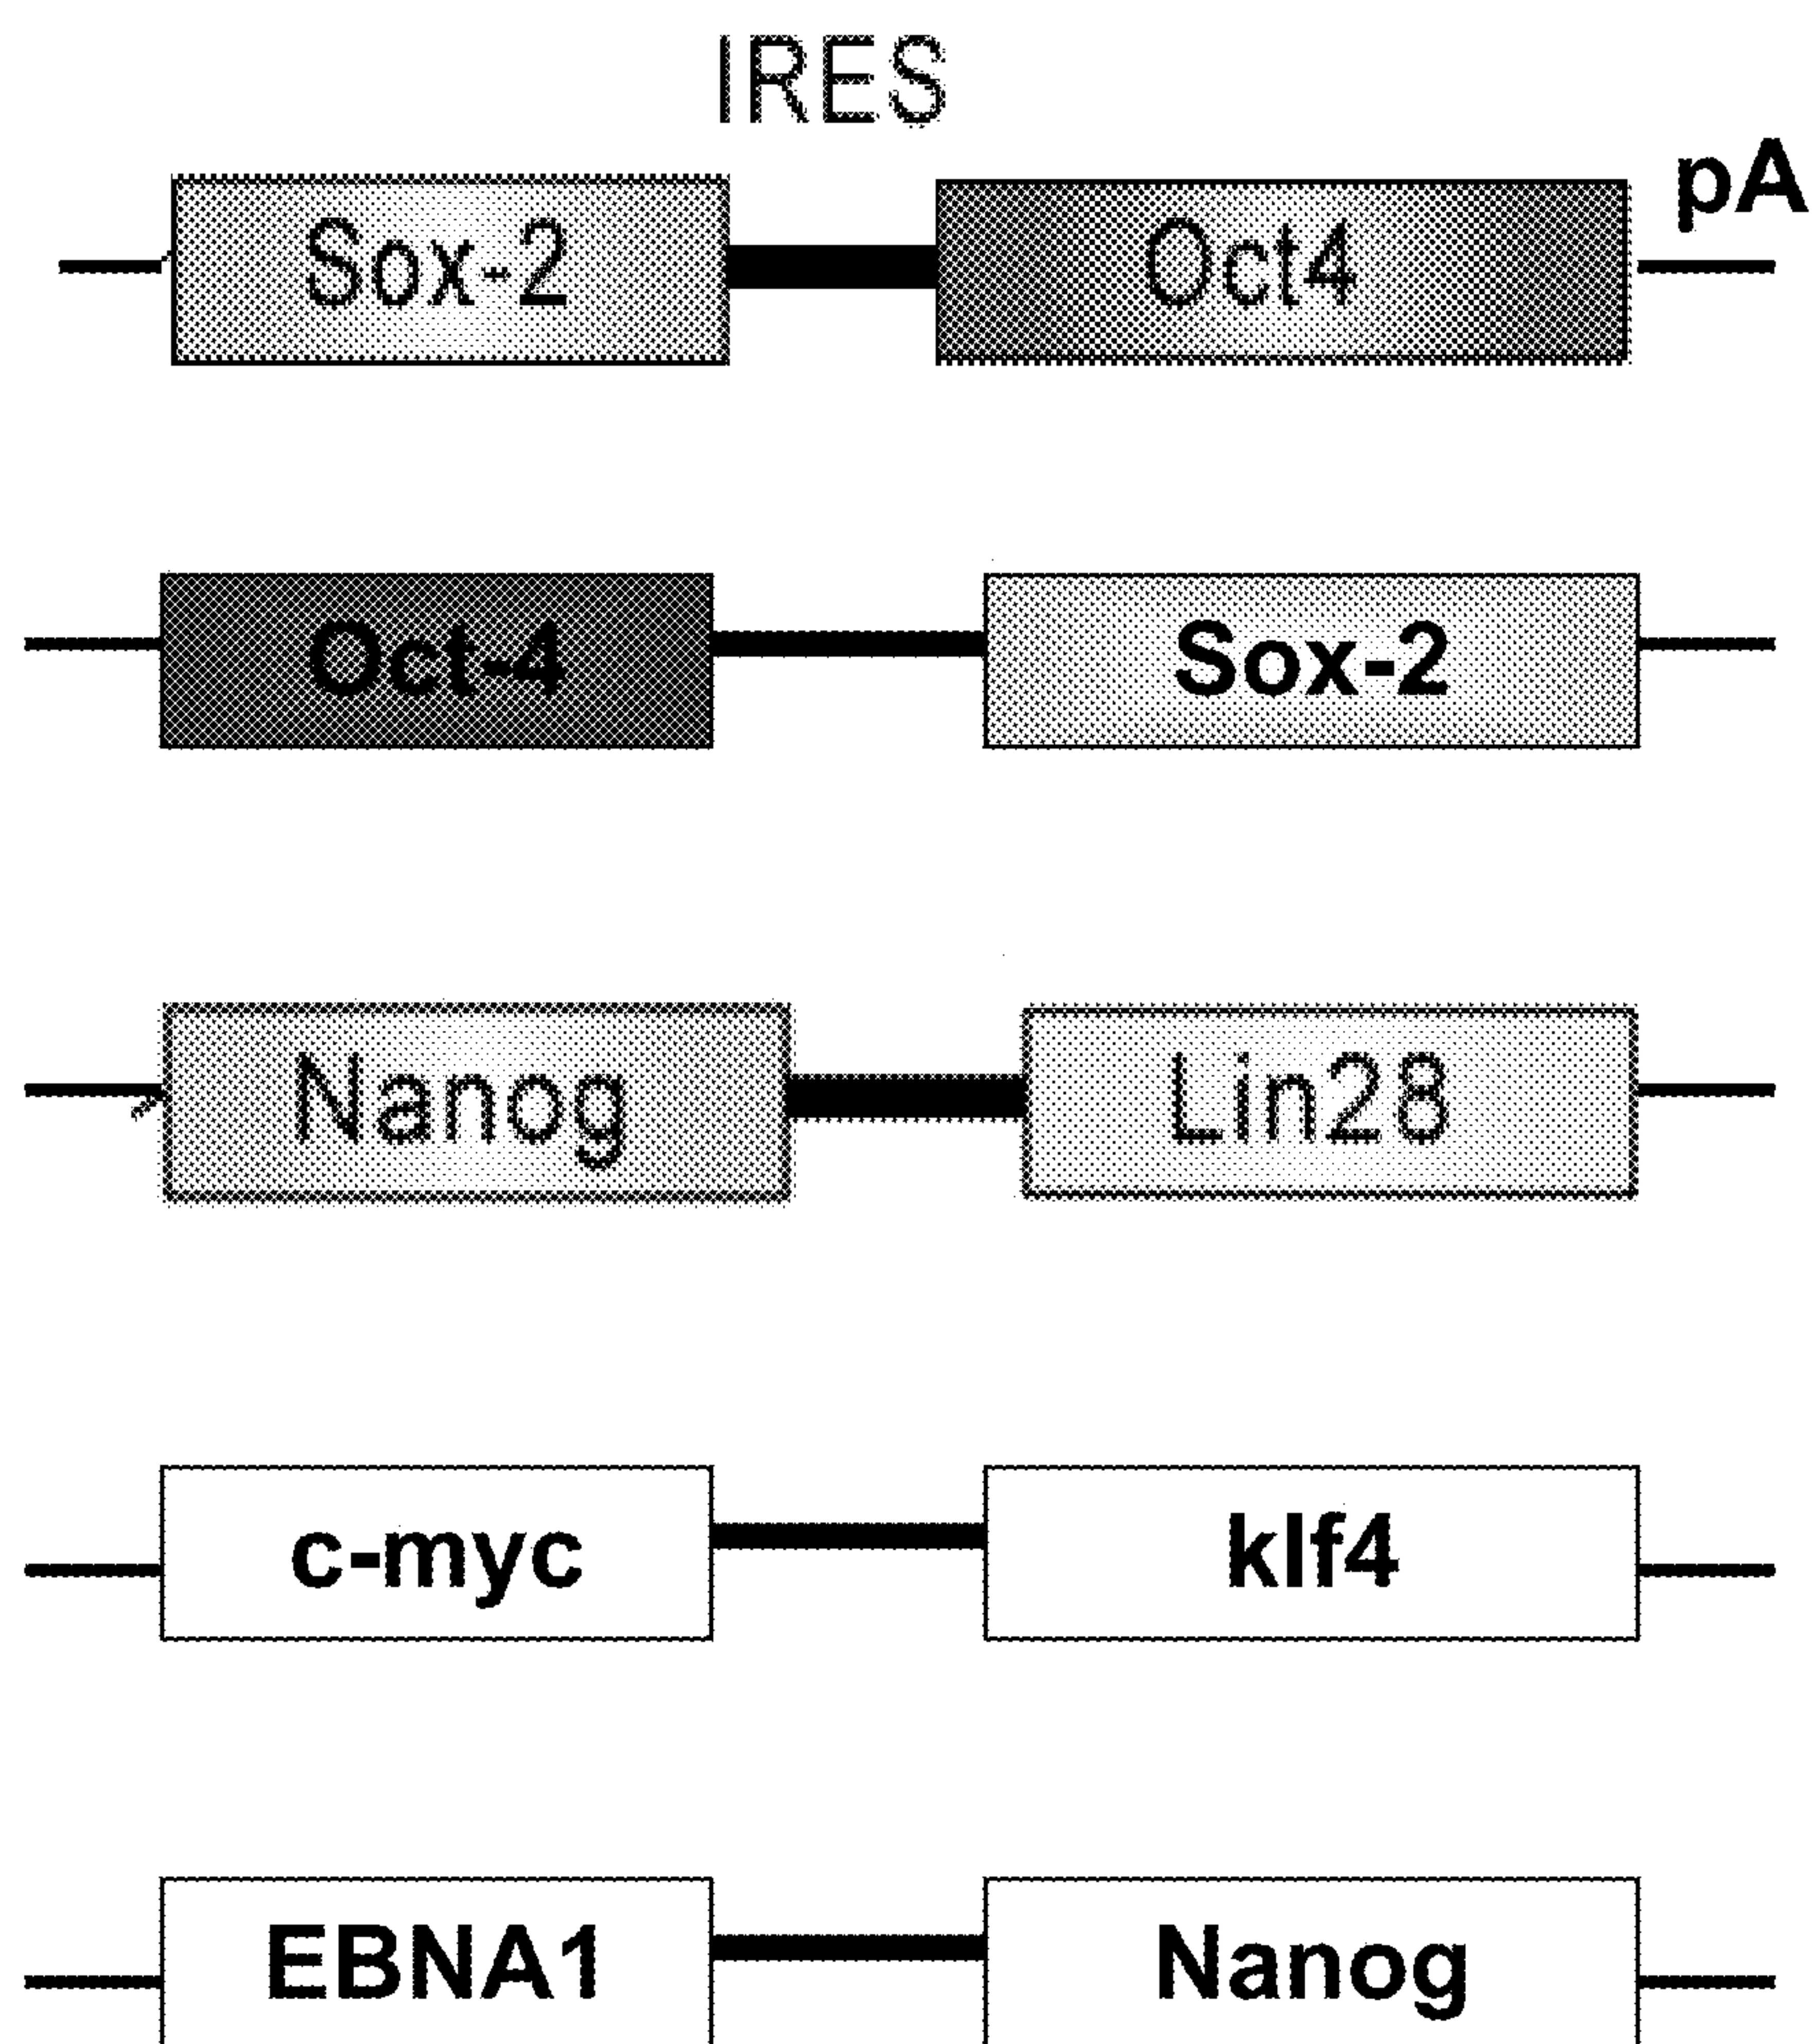 IRES
pA
Sox-2 Oct4
Oct-4 Sox-2
Nanog Lin28
c-myc klf4
EBNA1 Nanog